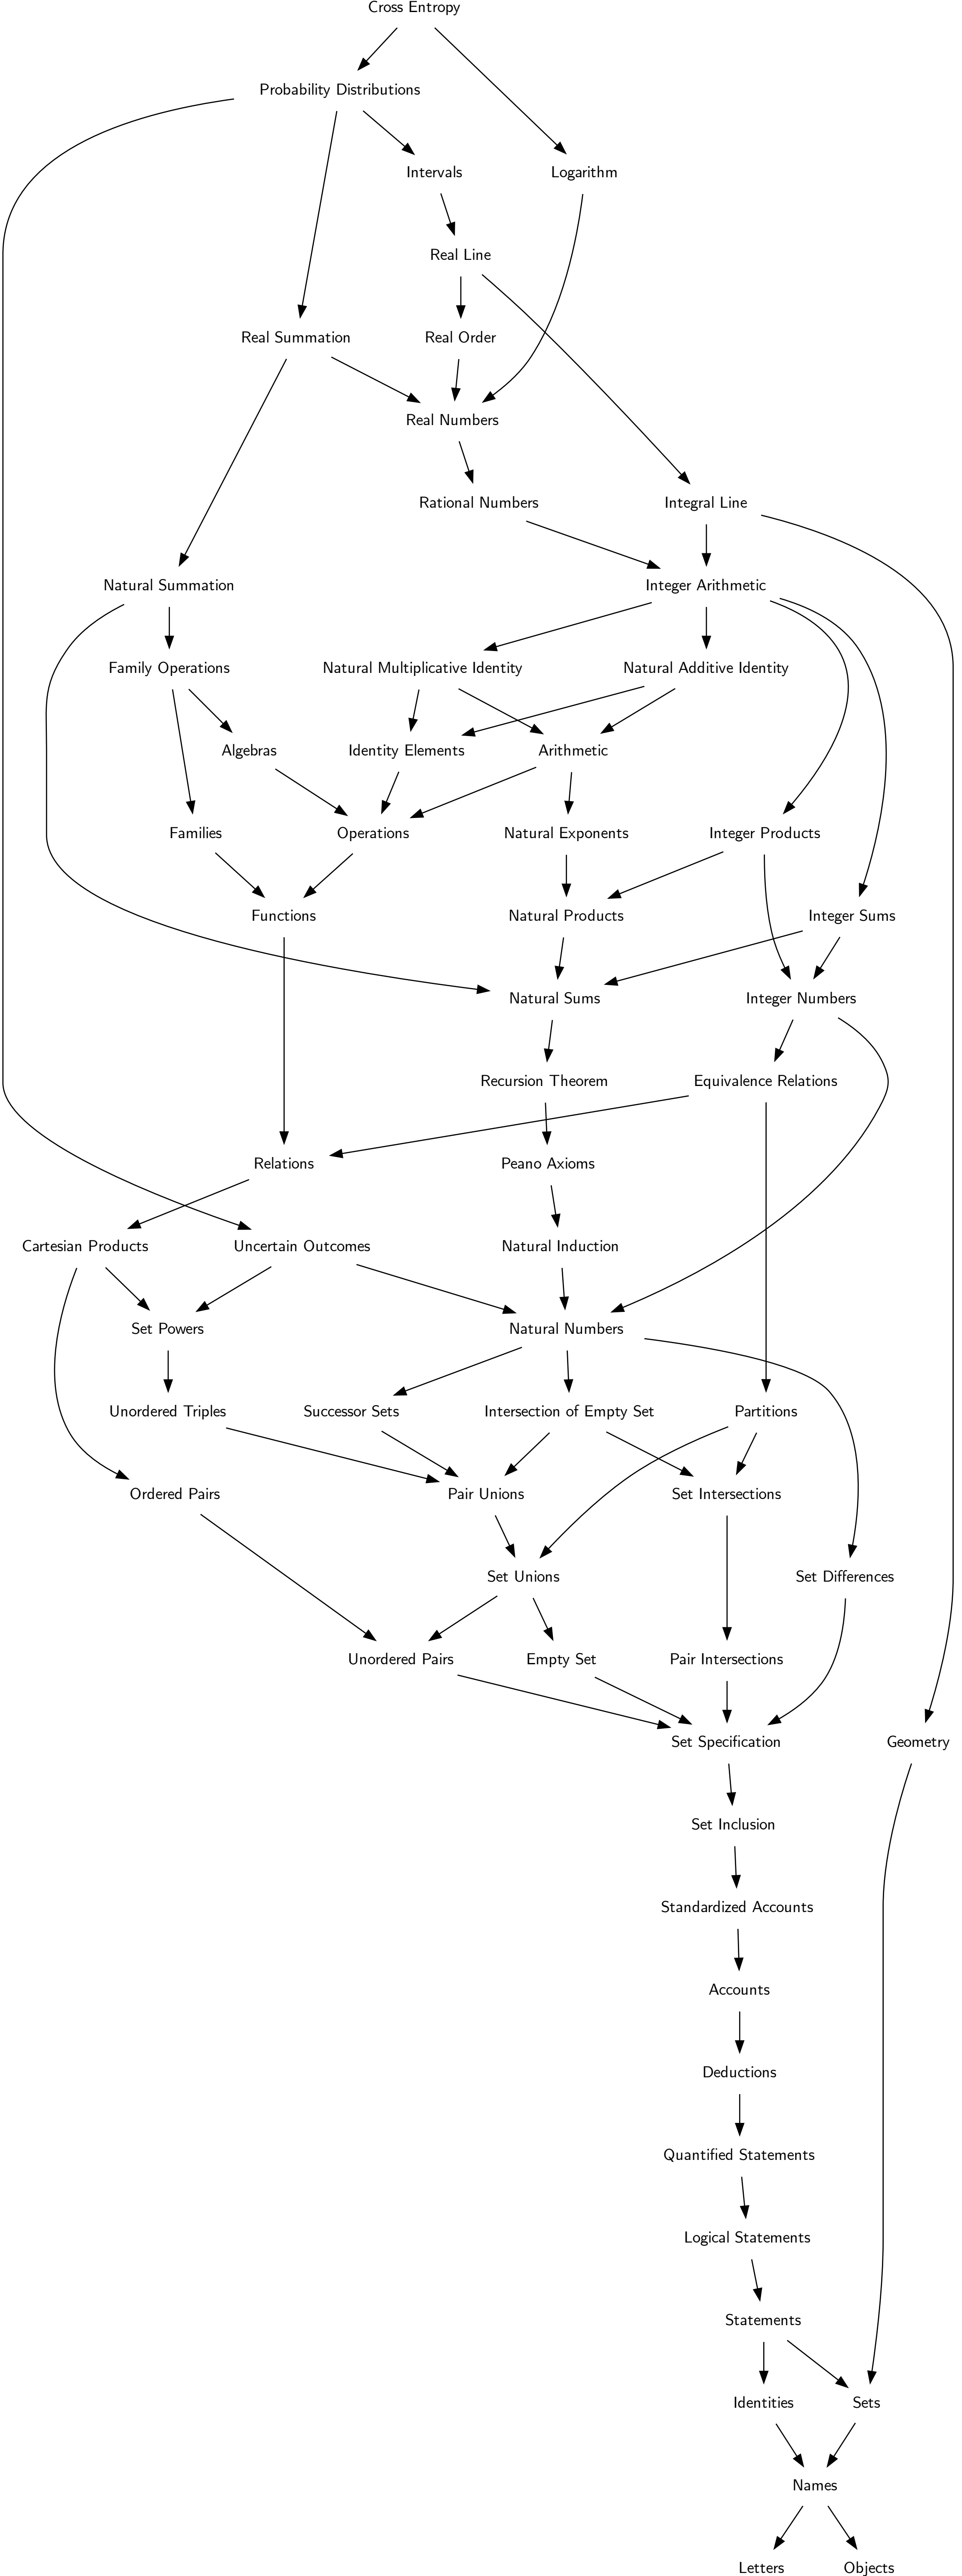 Cross Entropy
Probability Distributions
Intervals
Logarithm
Real Line
Real Summation
Real Order
Real Numbers
Rational Numbers
Integral Line
Natural Summation
Integer Arithmetic
Family Operations
Natural Multiplicative Identity
Natural Additive Identity
Algebras
Identity Elements
Arithmetic
Families
Operations
Natural Exponents
Integer Products
Functions
Natural Products
Integer Sums
Natural Sums
Integer Numbers
Recursion Theorem
Equivalence Relations
Relations
Peano Axioms
Cartesian Products
Uncertain Outcomes
Natural Induction
Set Powers
Natural Numbers
Unordered Triples
Successor Sets
Intersection of Empty Set
Partitions
Ordered Pairs
Pair Unions
Set Intersections
Set Unions
Set Differences
Unordered Pairs
Empty Set
Pair Intersections
Set Specification
Geometry
Set Inclusion
Standardized Accounts
Accounts
Deductions
Quantified Statements
Logical Statements
Statements
Identities
Sets
Names
Letters
Objects